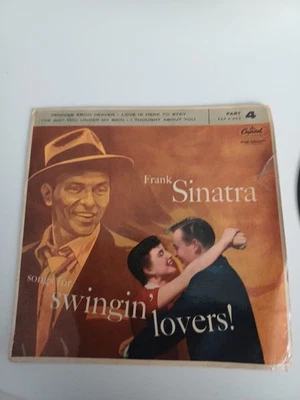 PENNIES FROM HEAVEN · LOVE IS HERE TO STAY
I'VE GOT YOU UNDER MY SKIN · I THOUGHT ABOUT YOU
PART 4
Capitol
Frank
Sinatra
songs for
swingin'
lovers!